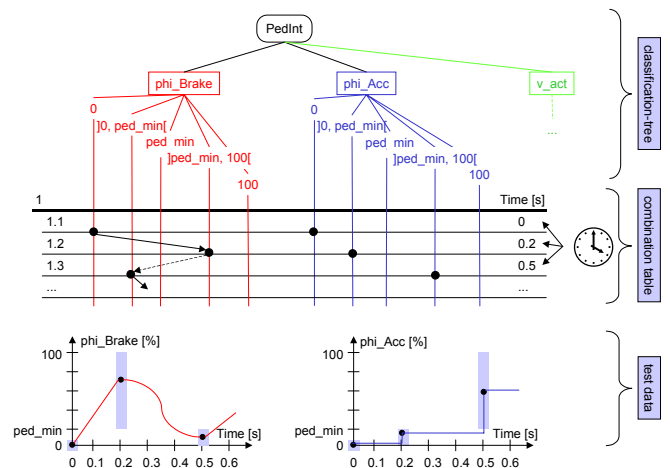 PedInt
phi_Brake
phi_Acc
v_act
0
]0, ped_min[
ped_min
]ped_min, 100[
100
0
]0, ped_min[
ped_min
]ped_min, 100[
100
...
classification-tree
1
Time [s]
1.1
0
1.2
0.2
1.3
0.5
...
...
combination table
phi_Brake [%]
100
ped_min
0
Time [s]
0 0.1 0.2 0.3 0.4 0.5 0.6
phi_Acc [%]
100
ped_min
0
Time [s]
0 0.1 0.2 0.3 0.4 0.5 0.6
test data